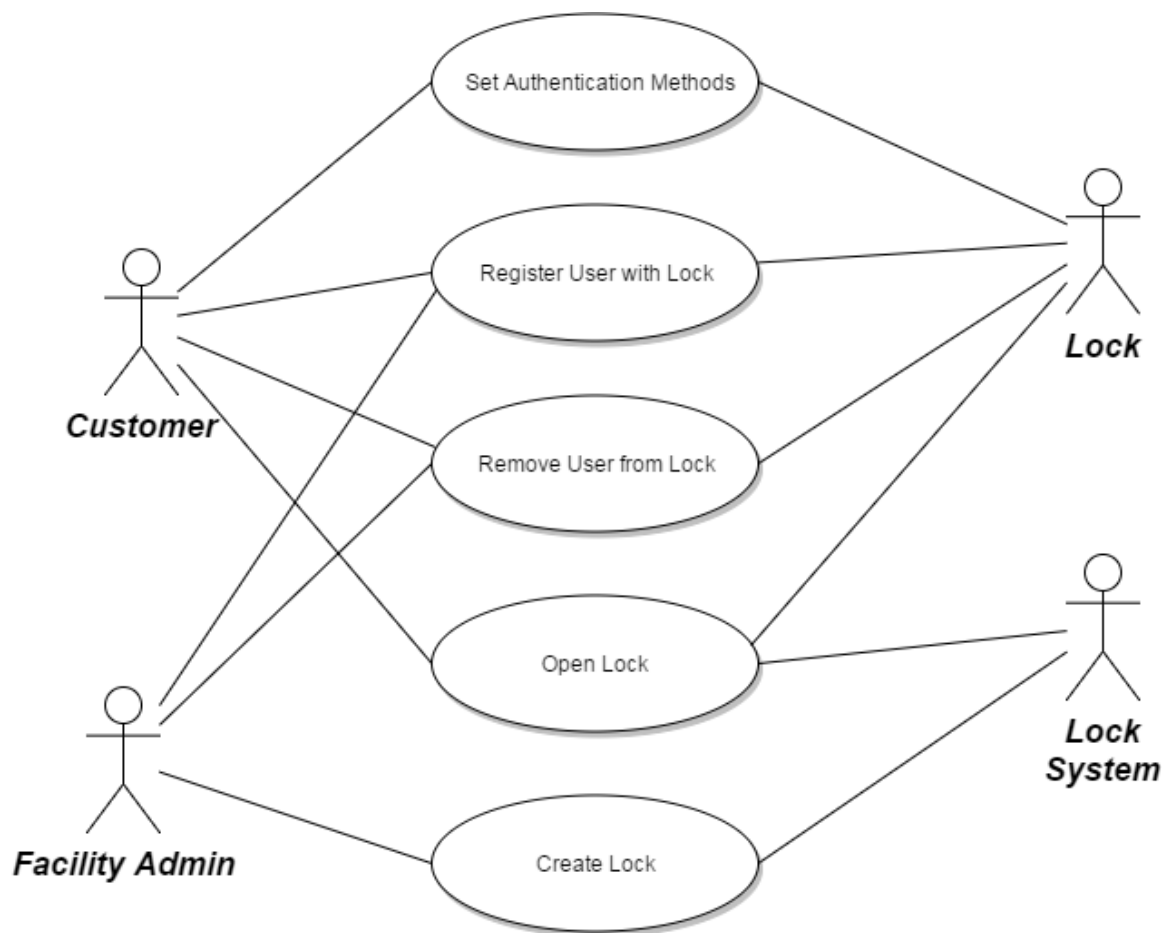 Set Authentication Methods
Register User with Lock
Lock
Customer
Remove User from Lock
Open Lock
Lock
System
Facility Admin
Create Lock